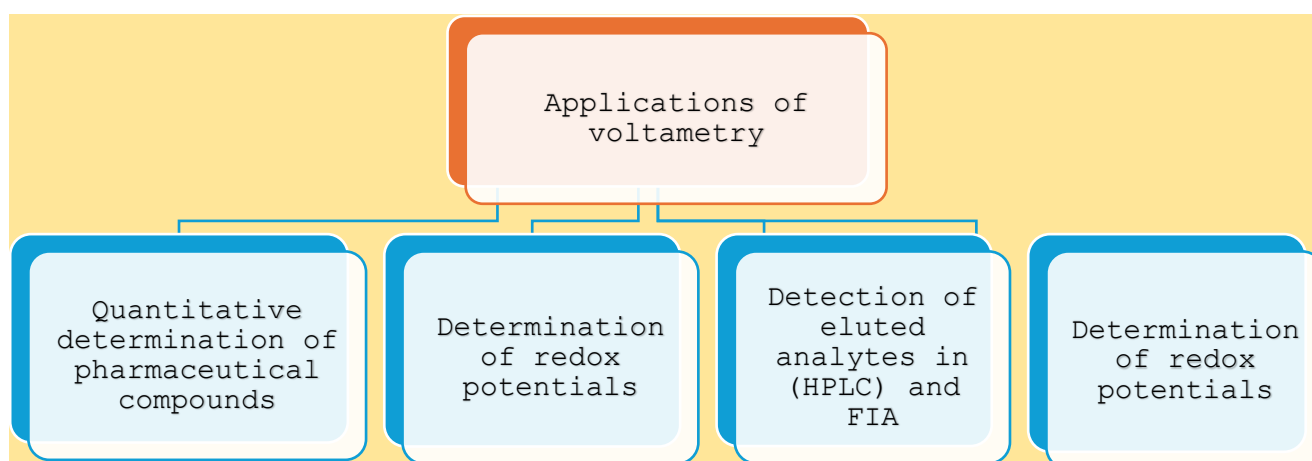 Applications of
voltametry
Quantitative
determination of
pharmaceutical
compounds
Determination
of redox
potentials
Detection of
eluted
analytes in
(HPLC) and
FIA
Determination
of redox
potentials